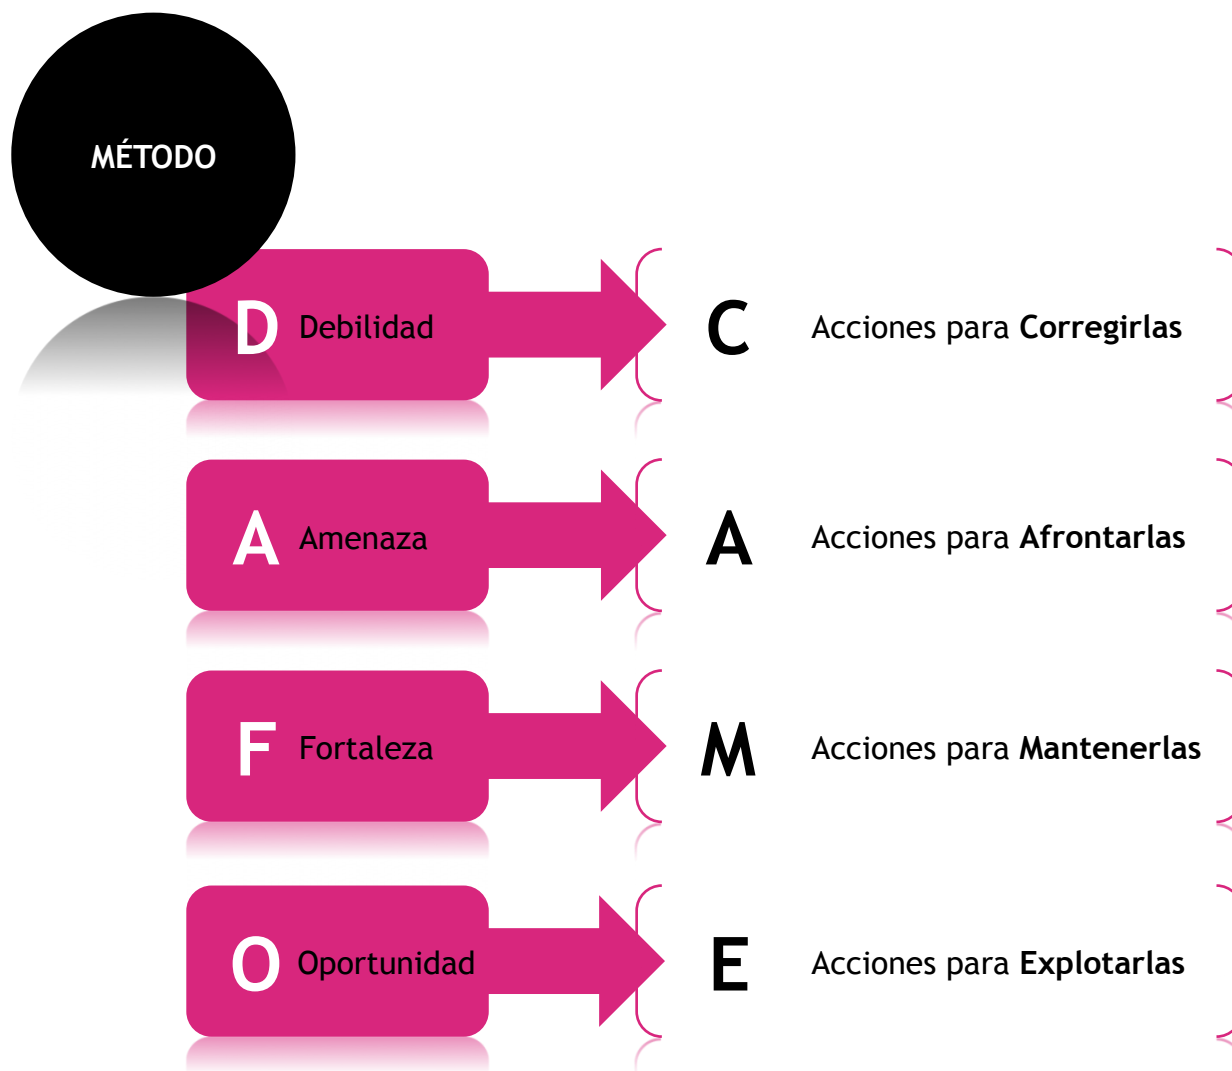 MÉTODO
D Debilidad C Acciones para Corregirlas
A Amenaza A Acciones para Afrontarlas
F Fortaleza M Acciones para Mantenerlas
O Oportunidad E Acciones para Explotarlas